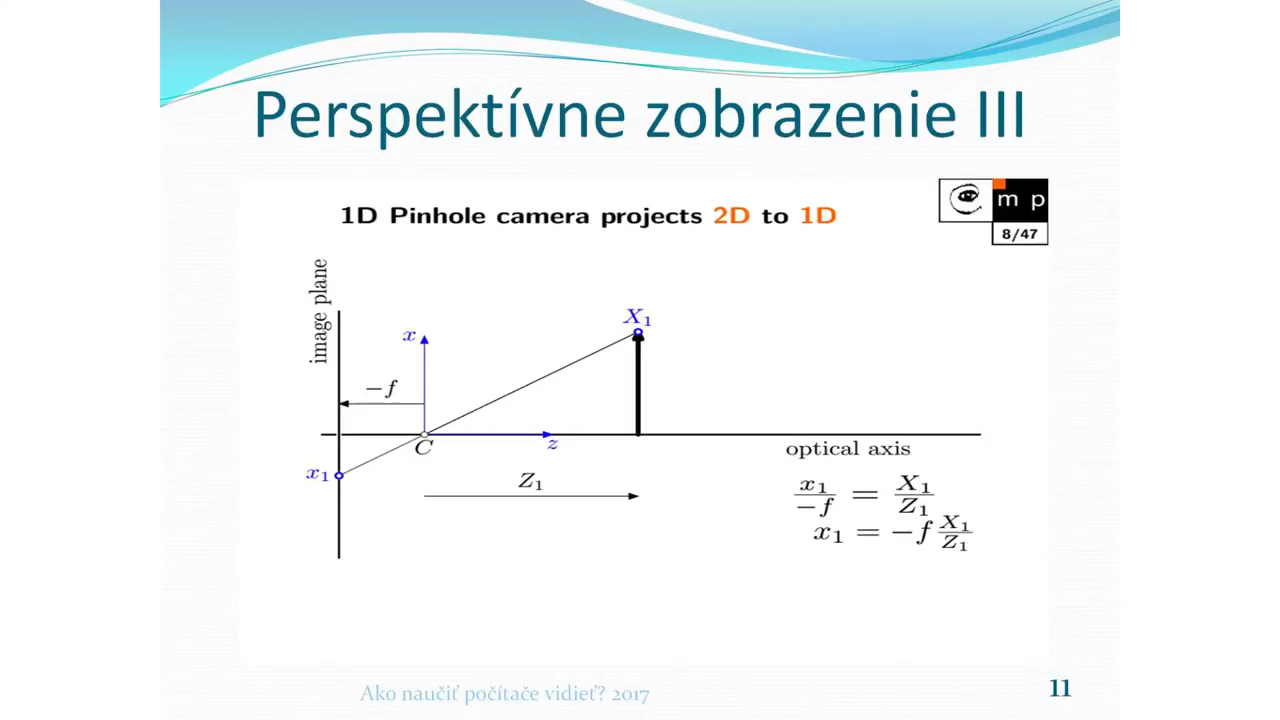 Perspektívne zobrazenie III
1D Pinhole camera projects 2D to 1D
m p
8/47
image plane
x
X1
−f
C
z
optical axis
x1
Z1
x1/−f = X1/Z1
x1 = −f X1/Z1
Ako naučiť počítače vidieť? 2017
11